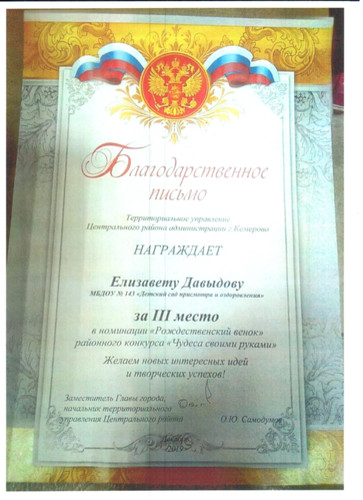 Благодарственное
письмо
Территориальное управление
Центрального района администрации г. Кемерово
НАГРАЖДАЕТ
Елизавету Давыдову
МБДОУ № 143 «Детский сад присмотра и оздоровления»
за III место
в номинации «Рождественский венок»
районного конкурса «Чудеса своими руками»
Желаем новых интересных идей
и творческих успехов!
Заместитель Главы города,
начальник территориального
управления Центрального района О.Ю.